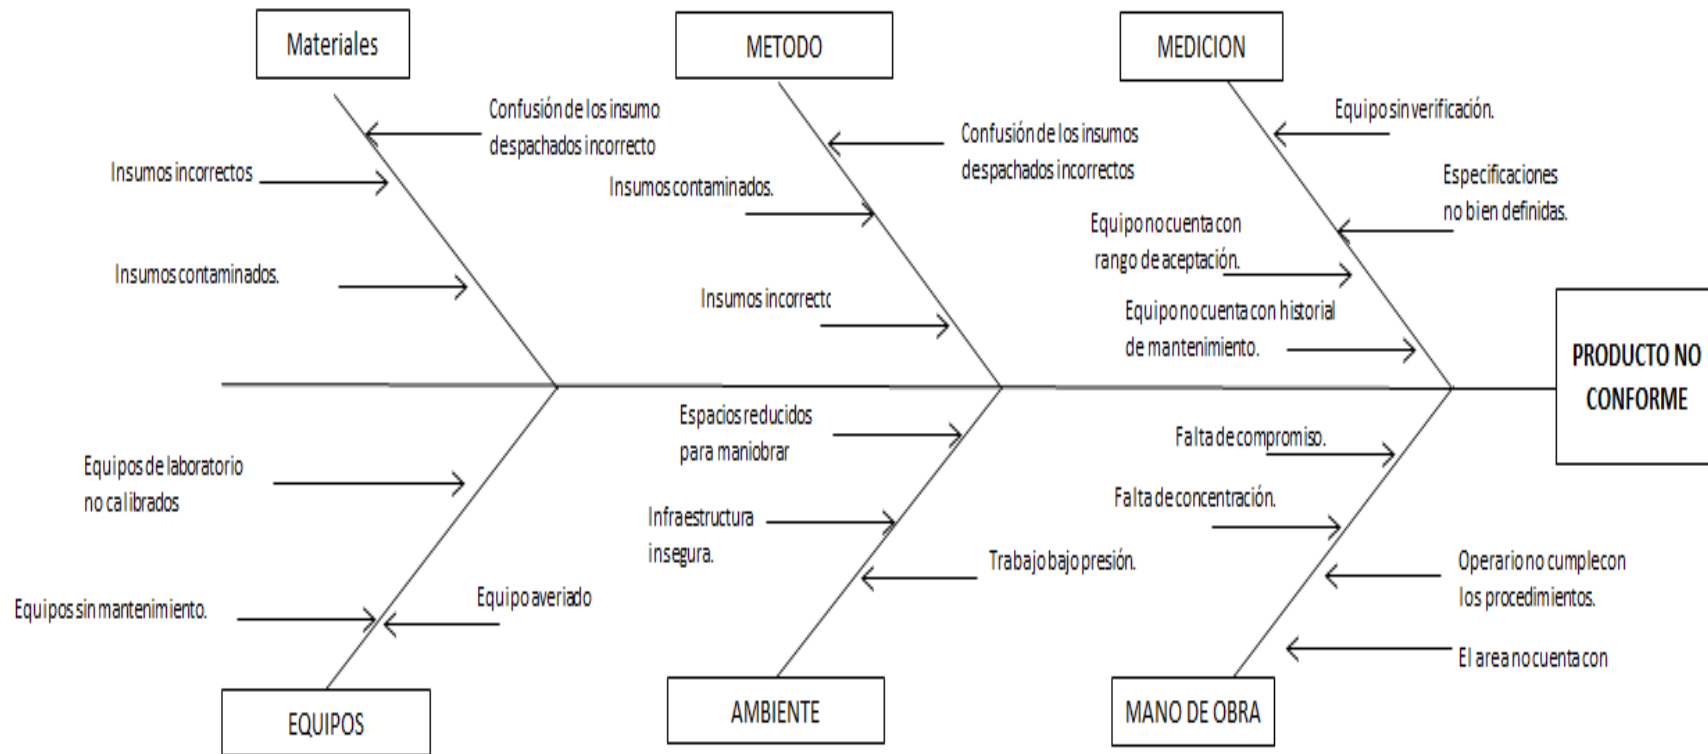 Materiales
METODO
MEDICION
Confusión de los insumo
despachados incorrecto
Insumos incorrectos
Insumos contaminados.
Confusión de los insumos
despachados incorrectos
Insumos contaminados.
Insumos incorrectc
Equipo sin verificación.
Especificaciones
no bien definidas.
Equipo no cuenta con
rango de aceptación.
Equipo no cuenta con historial
de mantenimiento.
PRODUCTO NO
CONFORME
Equipos de laboratorio
no calibrados
Equipos sin mantenimiento.
Equipo averiado
Espacios reducidos
para maniobrar
Infraestructura
insegura.
Trabajo bajo presión.
Falta de compromiso.
Falta de concentración.
Operario no cumple con
los procedimientos.
El area no cuenta con
EQUIPOS
AMBIENTE
MANO DE OBRA